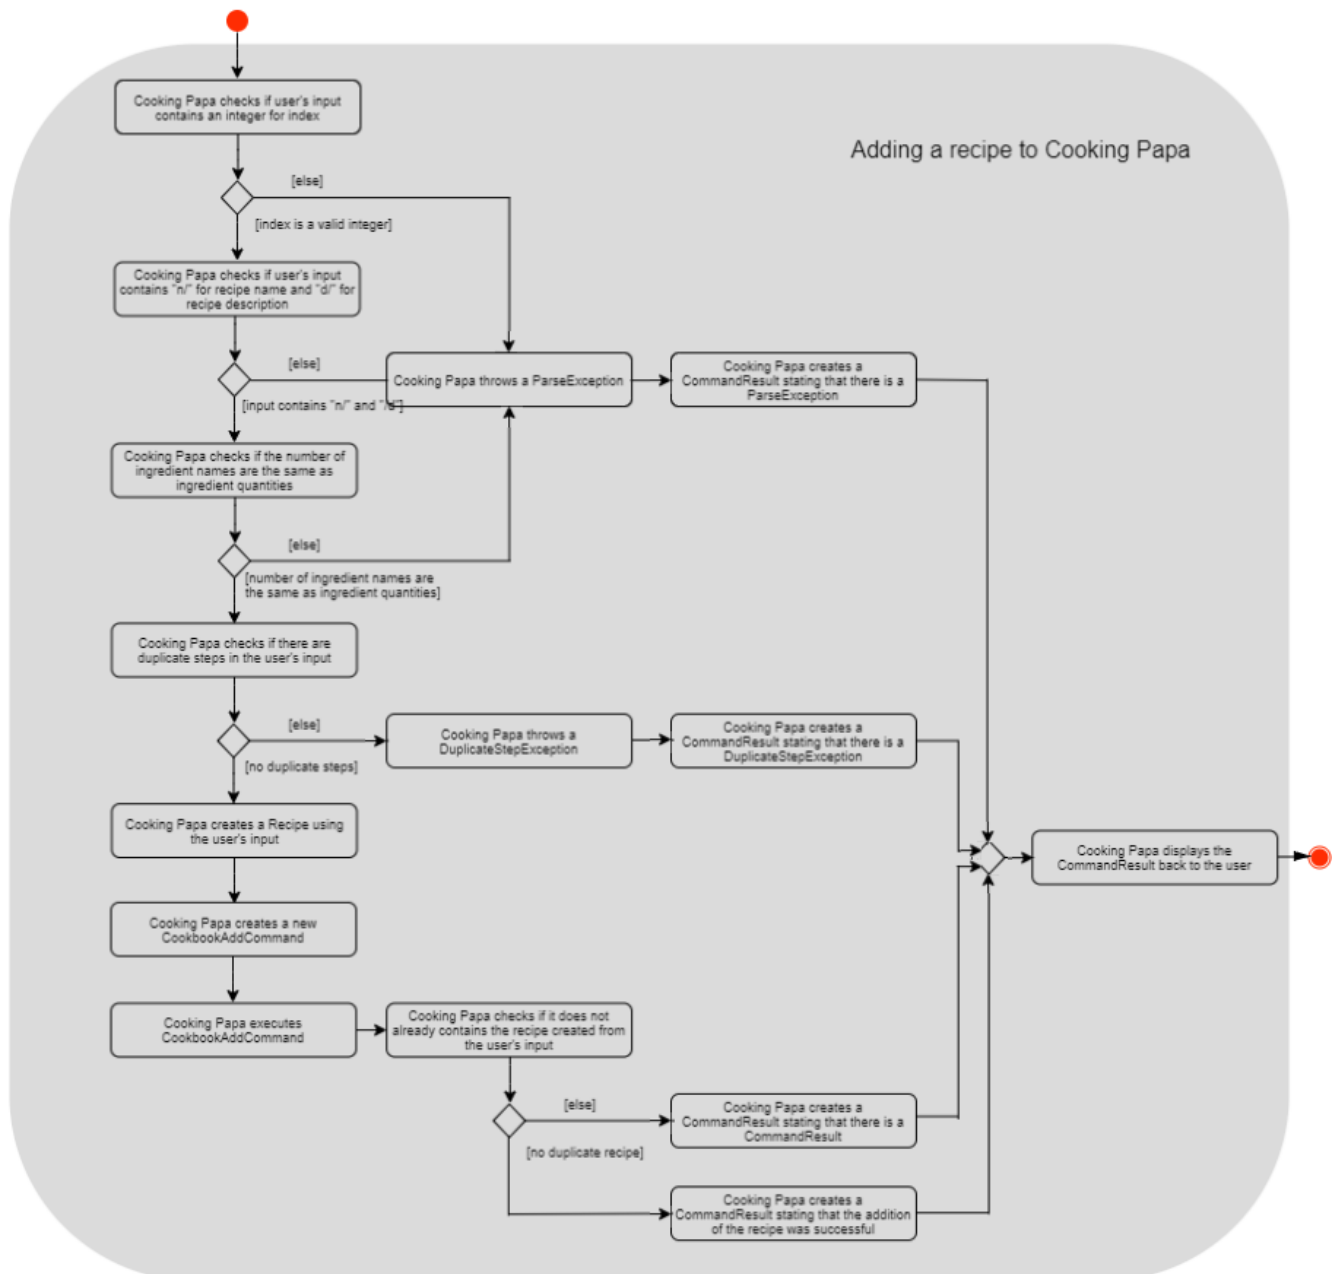 Cooking Papa checks if user's input
contains an integer for index
Adding a recipe to Cooking Papa
[else]
[index is a valid integer]
Cooking Papa checks if user's input
contains "n/" for recipe name and "d/" for
recipe description
[else]
Cooking Papa throws a ParseException
Cooking Papa creates a
CommandResult stating that there is a
ParseException
[input contains "n/" and "/d"]
Cooking Papa checks if the number of
ingredient names are the same as
ingredient quantities
[else]
[number of ingredient names are
the same as ingredient quantities]
Cooking Papa checks if there are
duplicate steps in the user's input
[else]
Cooking Papa throws a
DuplicateStepException
Cooking Papa creates a
CommandResult stating that there is a
DuplicateStepException
[no duplicate steps]
Cooking Papa creates a Recipe using
the user's input
Cooking Papa displays the
CommandResult back to the user
Cooking Papa creates a new
CookbookAddCommand
Cooking Papa executes
CookbookAddCommand
Cooking Papa checks if it does not
already contains the recipe created from
the user's input
[else]
Cooking Papa creates a
CommandResult stating that there is a
CommandResult
[no duplicate recipe]
Cooking Papa creates a
CommandResult stating that the addition
of the recipe was successful